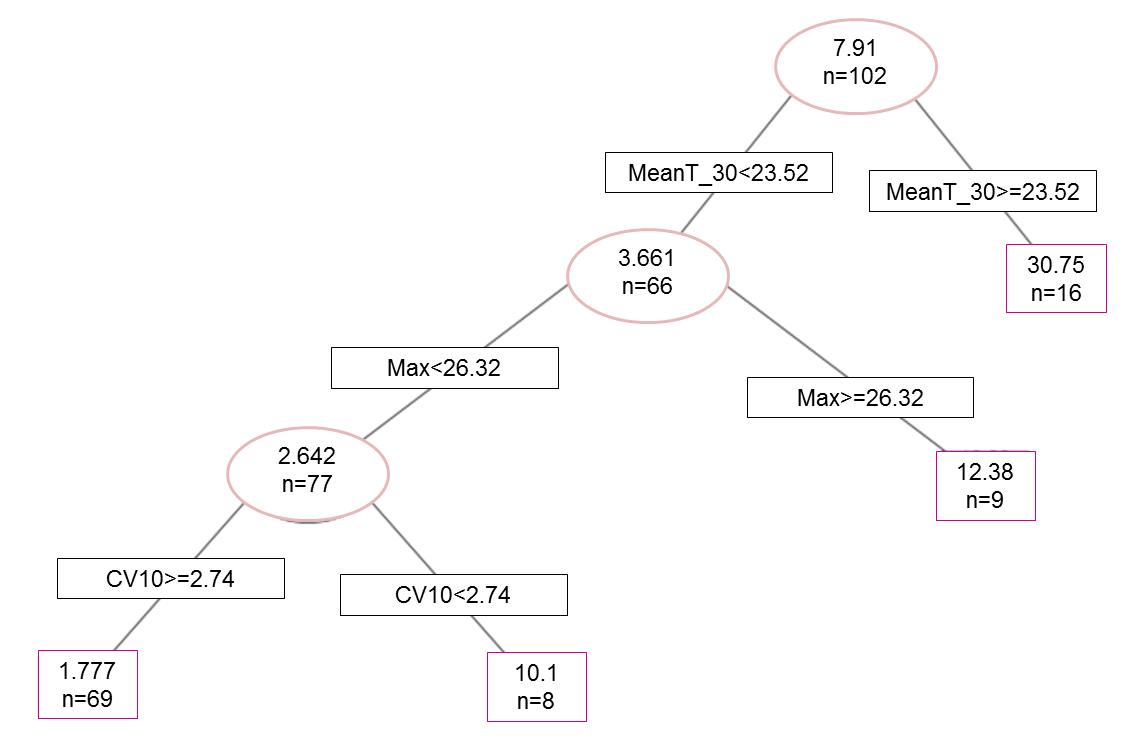 7.91
n=102
MeanT_30<23.52
MeanT_30>=23.52
3.661
n=66
30.75
n=16
Max<26.32
Max>=26.32
2.642
n=77
12.38
n=9
CV10>=2.74
CV10<2.74
1.777
n=69
10.1
n=8